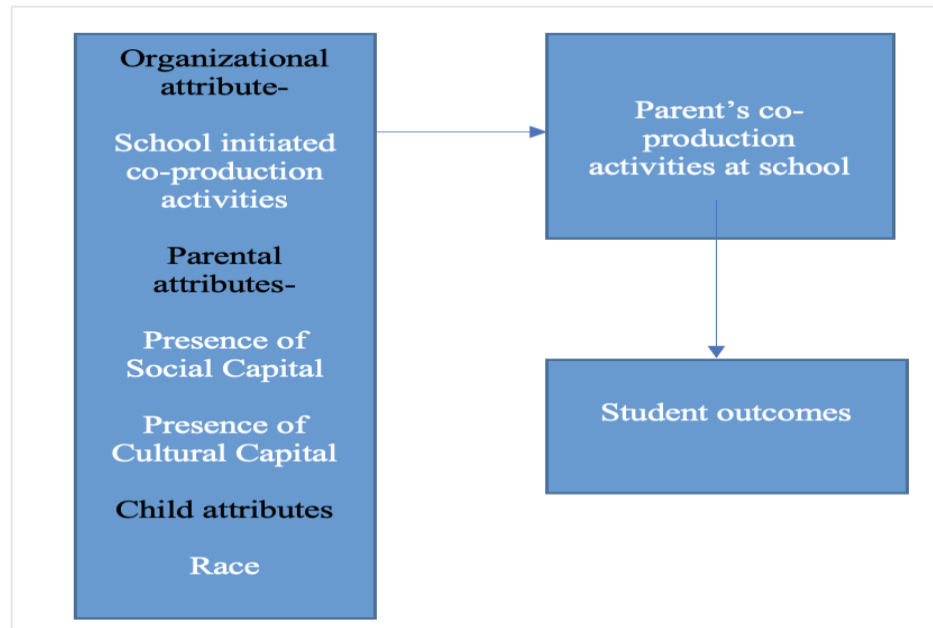 Organizational
attribute-
School initiated
co-production
activities
Parental
attributes-
Presence of
Social Capital
Presence of
Cultural Capital
Child attributes
Race
Parent’s co-
production
activities at school
Student outcomes